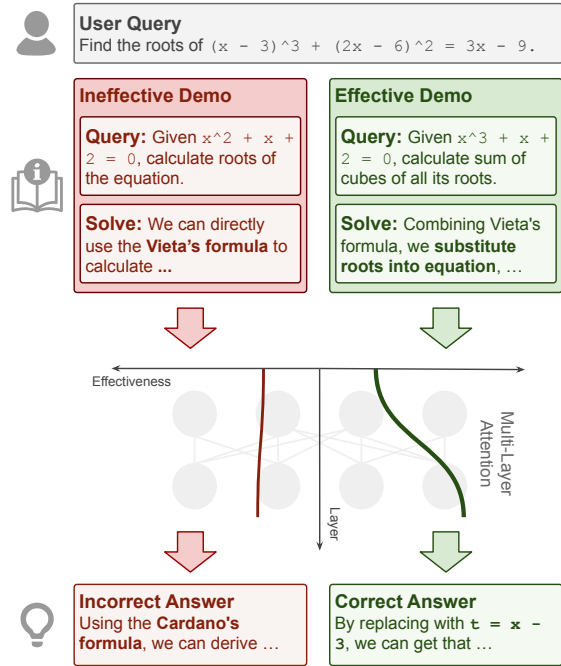 User Query
Find the roots of (x - 3)^3 + (2x - 6)^2 = 3x - 9.
Ineffective Demo
Query: Given x^2 + x +
2 = 0, calculate roots of
the equation.
Solve: We can directly
use the Vieta's formula to
calculate ...
Effective Demo
Query: Given x^3 + x +
2 = 0, calculate sum of
cubes of all its roots.
Solve: Combining Vieta's
formula, we substitute
roots into equation, …
Effectiveness
Multi-Layer
Attention
Layer
Incorrect Answer
Using the Cardano's
formula, we can derive …
Correct Answer
By replacing with t = x -
3, we can get that …